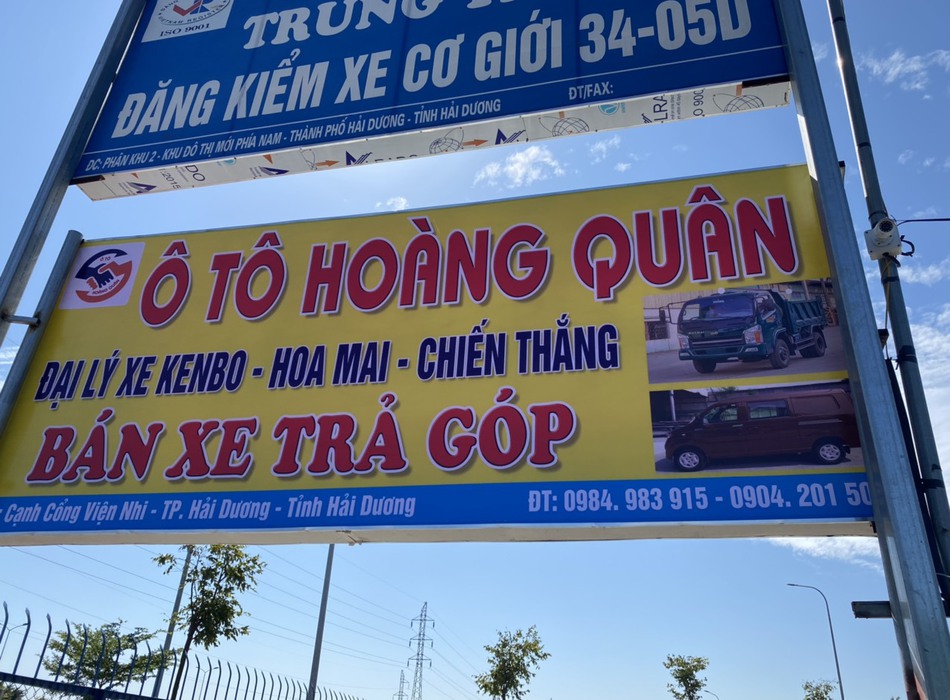 ISO 9001
TRUNG
ĐĂNG KIỂM XE CƠ GIỚI 34-05D
ĐC: PHÂN KHU 2 - KHU ĐÔ THỊ MỚI PHÍA NAM - THÀNH PHỐ HẢI DƯƠNG - TỈNH HẢI DƯƠNG
ĐT/FAX:
Ô TÔ HOÀNG QUÂN
ĐẠI LÝ XE KENBO - HOA MAI - CHIẾN THẮNG
BÁN XE TRẢ GÓP
: Cạnh Cổng Viện Nhi - TP. Hải Dương - Tỉnh Hải Dương
ĐT: 0984. 983 915 - 0904. 201 50